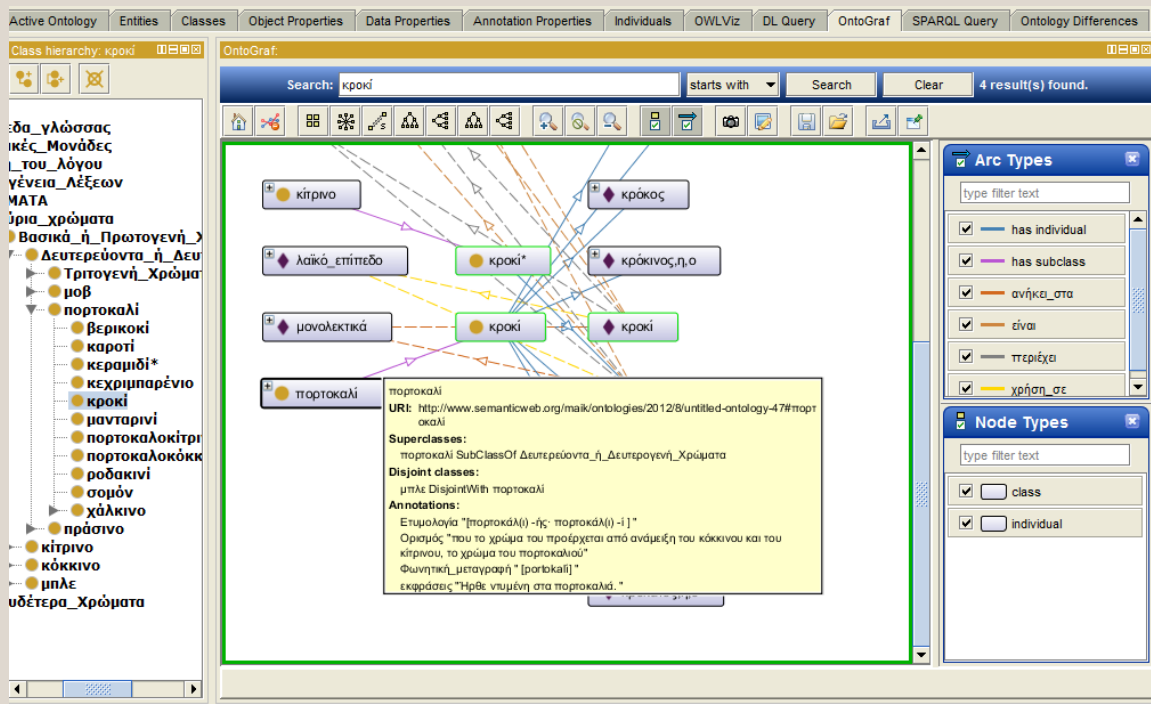 Active Ontology Entities Classes Object Properties Data Properties Annotation Properties Individuals OWLViz DL Query OntoGraf SPARQL Query Ontology Differences
Class hierarchy: κροκί
OntoGraf:
Search: κροκί starts with Search Clear 4 result(s) found.
εδα_γλώσσας
ικές_Μονάδες
η_του_λόγου
γένεια_Λέξεων
ΜΑΤΑ
ύρια_χρώματα
Βασικά_ή_Πρωτογενή_Χ
Δευτερεύοντα_ή_Δευ
Τριτογενή_Χρώμα
μοβ
πορτοκαλί
βερικοκί
καροτί
κεραμιδί*
κεχριμπαρένιο
κροκί
μανταρινί
πορτοκαλοκίτρι
πορτοκαλοκόκκ
ροδακινί
σομόν
χάλκινο
πράσινο
κίτρινο
κόκκινο
μπλε
υδέτερα_Χρώματα
κίτρινο
κρόκος
λαϊκό_επίπεδο
κροκί*
κρόκινος,η,ο
μονολεκτικά
κροκί
κροκί
πορτοκαλί
πορτοκαλί
URI: http://www.semanticweb.org/maik/ontologies/2012/8/untitled-ontology-47#πορτ
οκαλί
Superclasses:
πορτοκαλί SubClassOf Δευτερεύοντα_ή_Δευτερογενή_Χρώματα
Disjoint classes:
μπλε DisjointWith πορτοκαλί
Annotations:
Ετυμολογία "[πορτοκάλ(ι) -ής· πορτοκάλ(ι) -ί ] "
Ορισμός "που το χρώμα του προέρχεται από ανάμειξη του κόκκινου και του
κίτρινου, το χρώμα του πορτοκαλιού"
Φωνητική_μεταγραφή " [portokalí] "
εκφράσεις "Ήρθε ντυμένη στα πορτοκαλιά. "
Arc Types
type filter text
has individual
has subclass
ανήκει_στα
είναι
περιέχει
χρήση_σε
Node Types
type filter text
class
individual